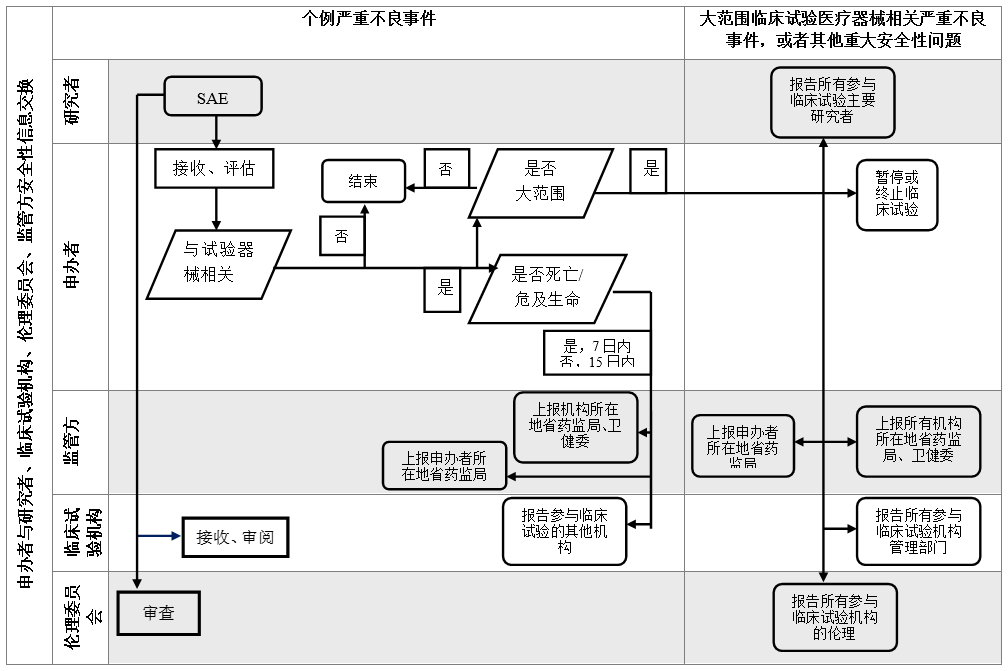 个例严重不良事件
大范围临床试验医疗器械相关严重不良
事件，或者其他重大安全性问题
申办者与研究者、临床试验机构、伦理委员会、监管方安全性信息交换
研究者
SAE
报告所有参与
临床试验主要
研究者
申办者
接收、评估
结束
否
是否
大范围
是
暂停或
终止临
床试验
否
与试验器
械相关
是
是否死亡/
危及生命
是，7日内
否，15日内
监管方
上报机构所在
地省药监局、卫
健委
上报申办者所
在地省药监局
上报申办者
所在地省药
监局
上报所有机构
所在地省药监
局、卫健委
临床试
验机构
接收、审阅
报告参与临床
试验的其他机
构
报告所有参与
临床试验机构
管理部门
伦理委员
会
审查
报告所有参与
临床试验机构
的伦理